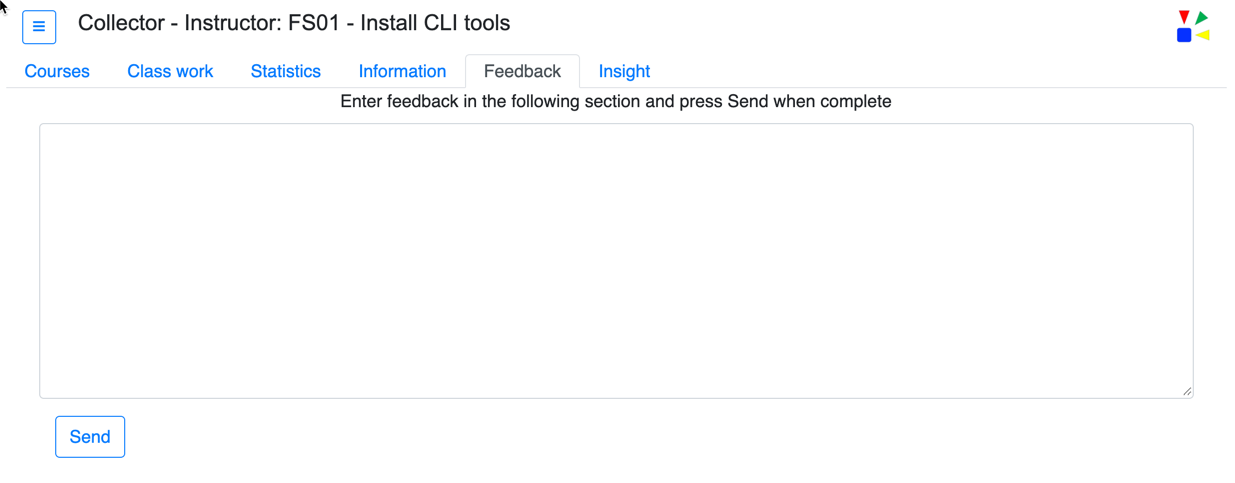 Collector - Instructor: FS01 - Install CLI tools
Courses Class work Statistics Information Feedback Insight
Enter feedback in the following section and press Send when complete
Send